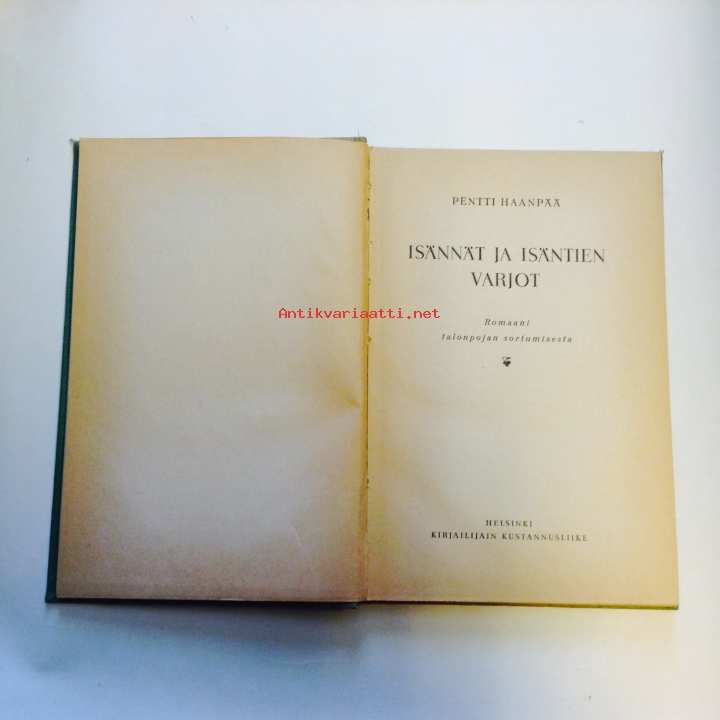 PENTTI HAANPÄÄ
ISÄNNÄT JA ISÄNTIEN
VARJOT
Antikvariaatti.net
Romaani
talonpojan sortumisesta
HELSINKI
KIRJAILIJAIN KUSTANNUSLIIKE